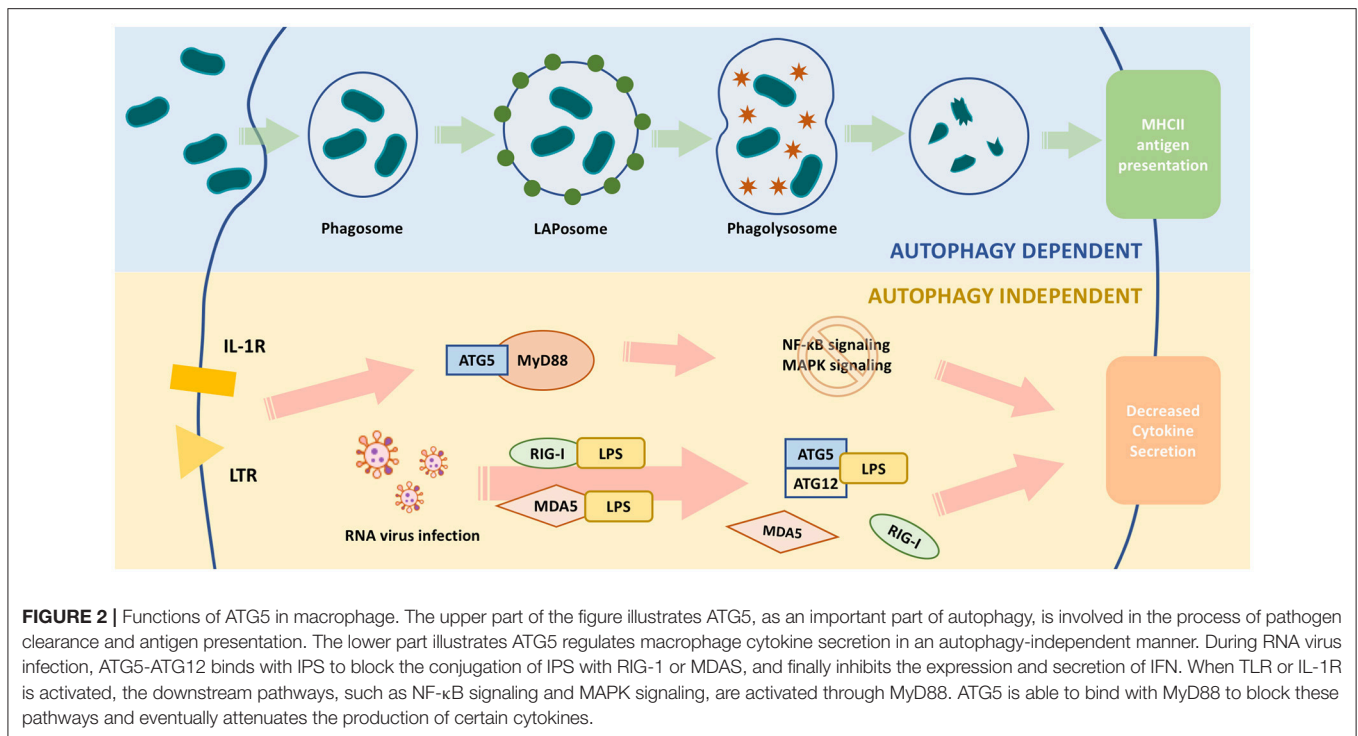 Phagosome
LAPosome
Phagolysosome
MHCII
antigen
presentation
AUTOPHAGY DEPENDENT
AUTOPHAGY INDEPENDENT
IL-1R
LTR
ATG5
MyD88
NF-κB signaling
MAPK signaling
Decreased
Cytokine
Secretion
RNA virus infection
RIG-I
LPS
MDA5
LPS
ATG5
ATG12
LPS
MDA5
RIG-I
FIGURE 2 | Functions of ATG5 in macrophage. The upper part of the figure illustrates ATG5, as an important part of autophagy, is involved in the process of pathogen
clearance and antigen presentation. The lower part illustrates ATG5 regulates macrophage cytokine secretion in an autophagy-independent manner. During RNA virus
infection, ATG5-ATG12 binds with IPS to block the conjugation of IPS with RIG-1 or MDAS, and finally inhibits the expression and secretion of IFN. When TLR or IL-1R
is activated, the downstream pathways, such as NF-κB signaling and MAPK signaling, are activated through MyD88. ATG5 is able to bind with MyD88 to block these
pathways and eventually attenuates the production of certain cytokines.